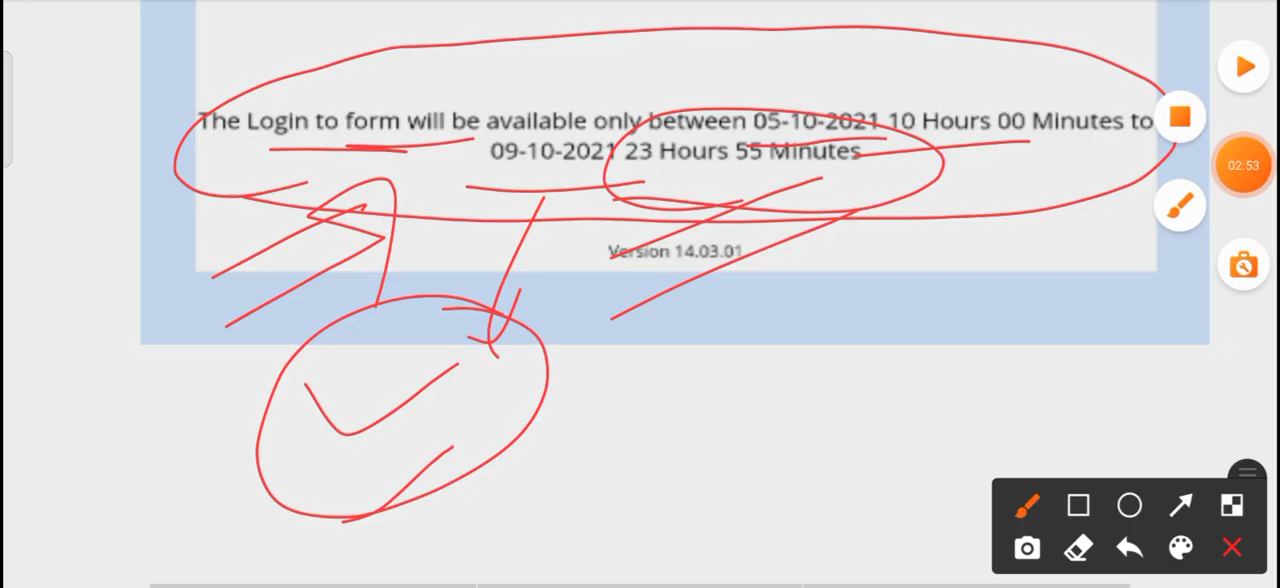 The Login to form will be available only between 05-10-2021 10 Hours 00 Minutes to
09-10-2021 23 Hours 55 Minutes
Version 14.03.01
02:53